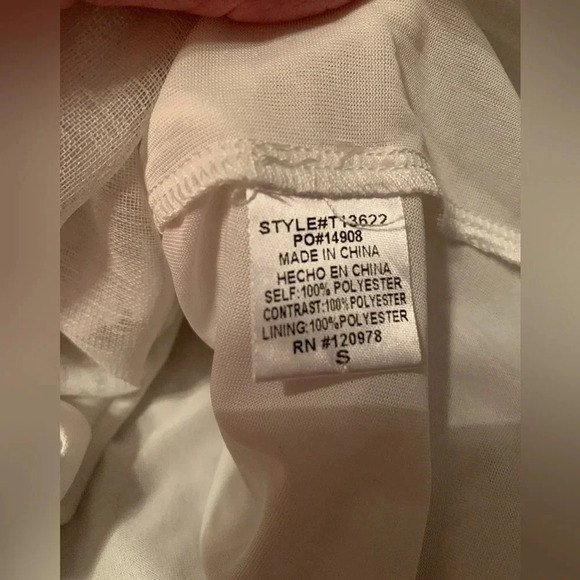 STYLE#T13622
PO#14908
MADE IN CHINA
HECHO EN CHINA
SELF:100% POLYESTER
CONTRAST:100% POLYESTER
LINING:100% POLYESTER
RN #120978
S